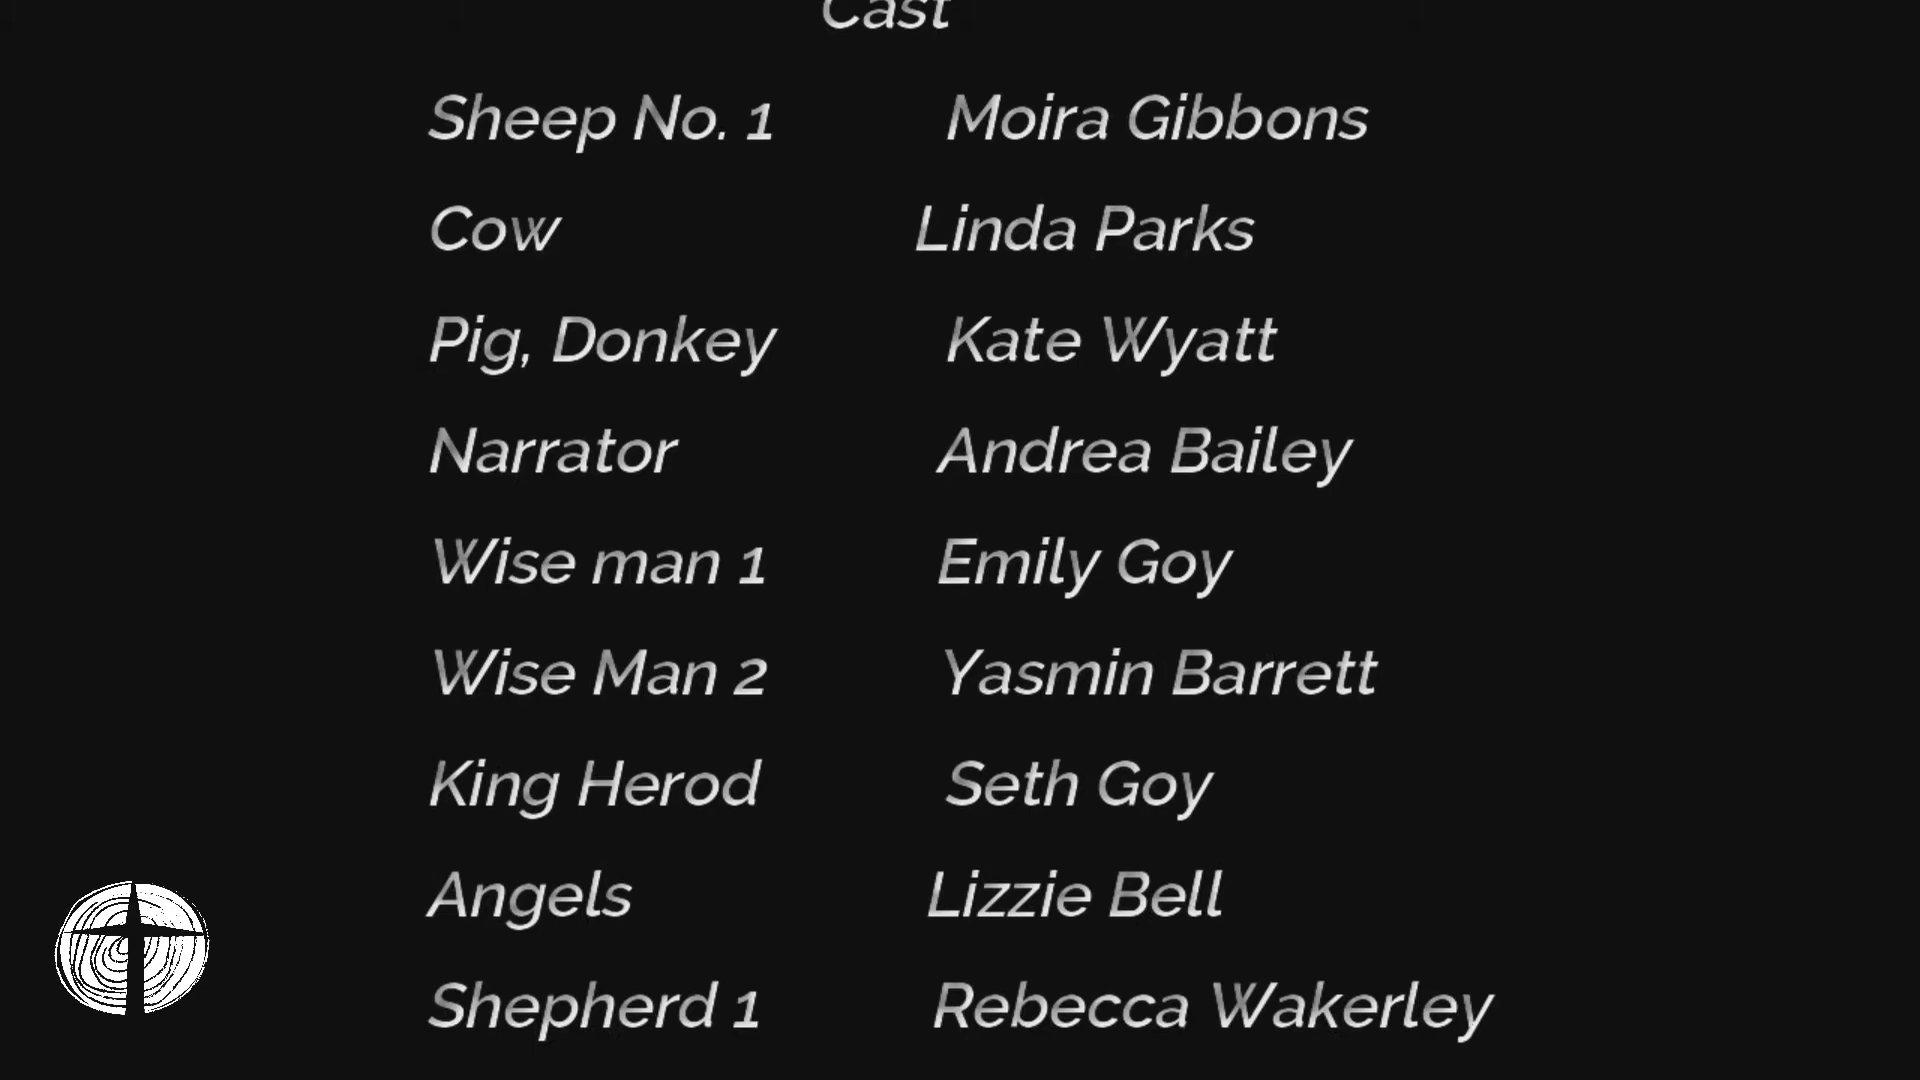 Cast
Sheep No. 1 Moira Gibbons
Cow Linda Parks
Pig, Donkey Kate Wyatt
Narrator Andrea Bailey
Wise man 1 Emily Goy
Wise Man 2 Yasmin Barrett
King Herod Seth Goy
Angels Lizzie Bell
Shepherd 1 Rebecca Wakerley